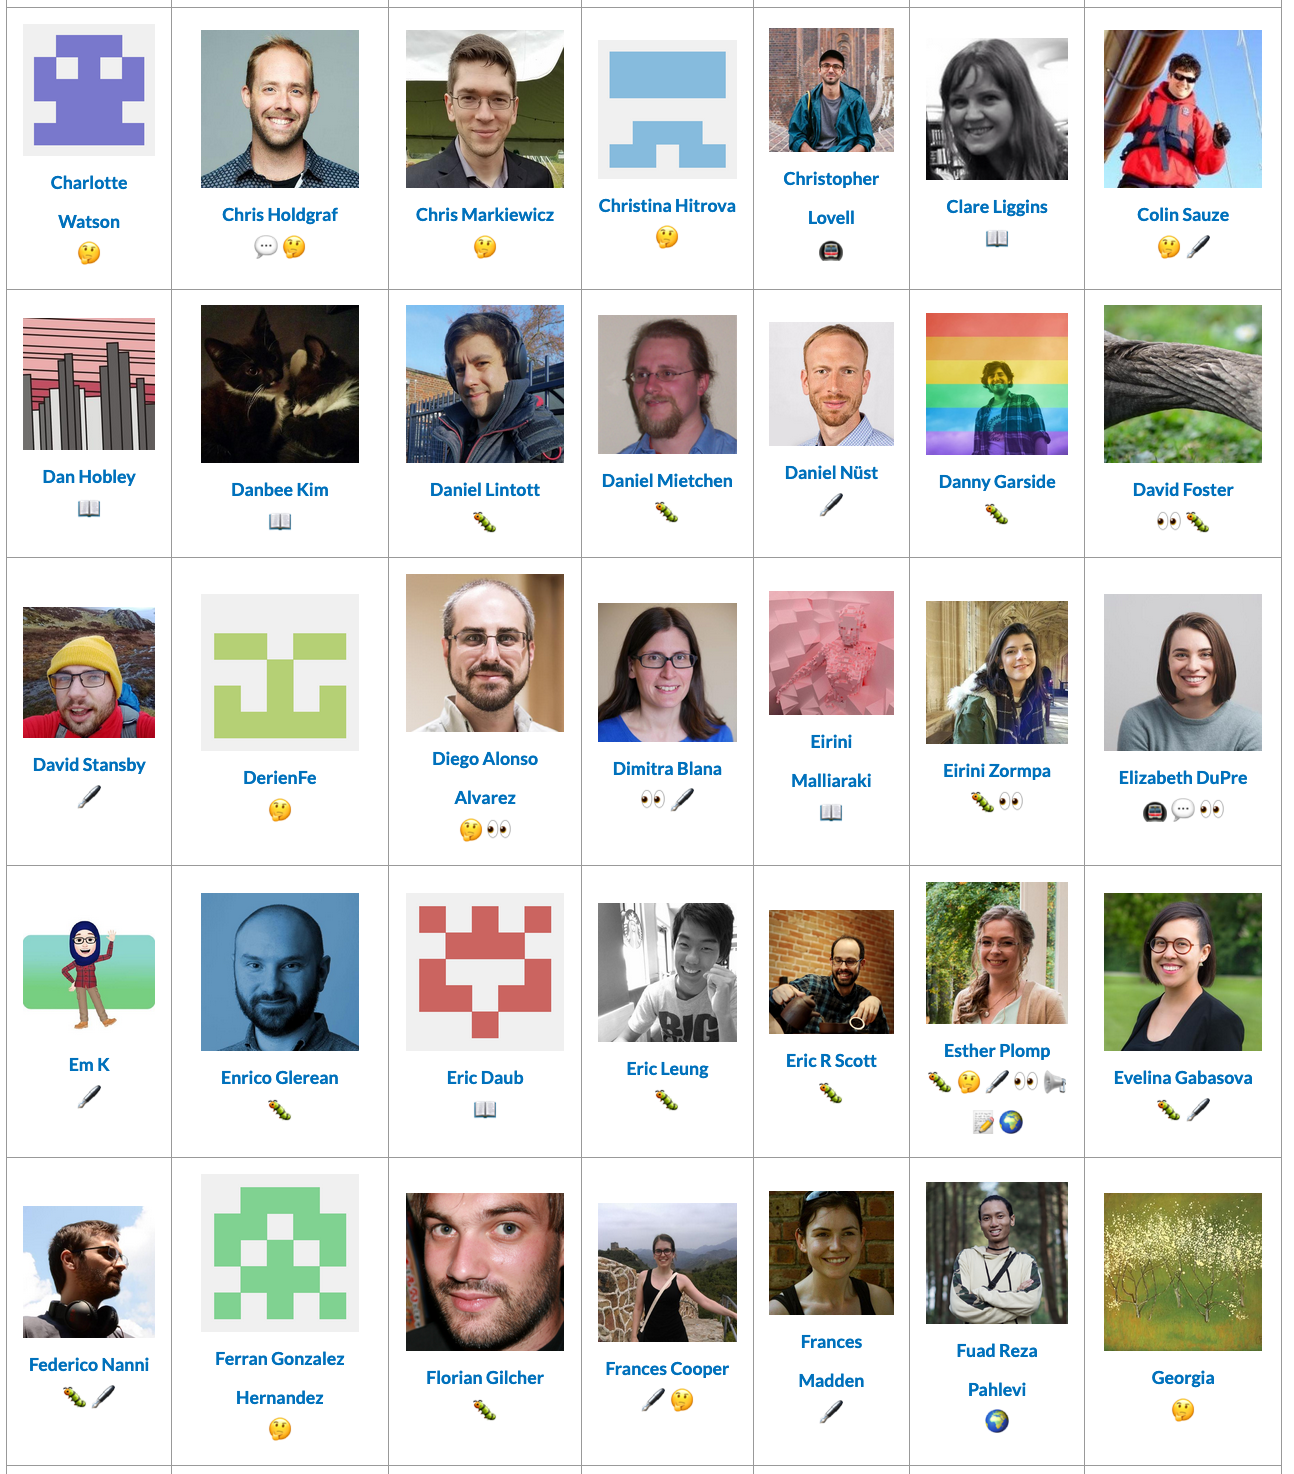 Charlotte
Watson
🤔
Chris Holdgraf
💬 🤔
Chris Markiewicz
🤔
Christina Hitrova
🤔
Christopher
Lovell
🚇
Clare Liggins
📖
Colin Sauze
🤔 🖋
Dan Hobley
📖
Danbee Kim
📖
Daniel Lintott
🐛
Daniel Mietchen
🐛
Daniel Nüst
🖋
Danny Garside
🐛
David Foster
👀 🐛
David Stansby
🖋
DerienFe
🤔
Diego Alonso
Alvarez
🤔 👀
Dimitra Blana
👀 🖋
Eirini
Malliaraki
📖
Eirini Zormpa
🐛 👀
Elizabeth DuPre
🚇 💬 👀
Em K
🖋
Enrico Glerean
🐛
Eric Daub
📖
Eric Leung
BIG
🐛
Eric R Scott
🐛
Esther Plomp
🐛 🤔 🖋 👀 📢
📝 🌍
Evelina Gabasova
🐛 🖋
Federico Nanni
🐛 🖋
Ferran Gonzalez
Hernandez
🤔
Florian Gilcher
🐛
Frances Cooper
🖋 🤔
Frances
Madden
🖋
Fuad Reza
Pahlevi
🌍
Georgia
🤔